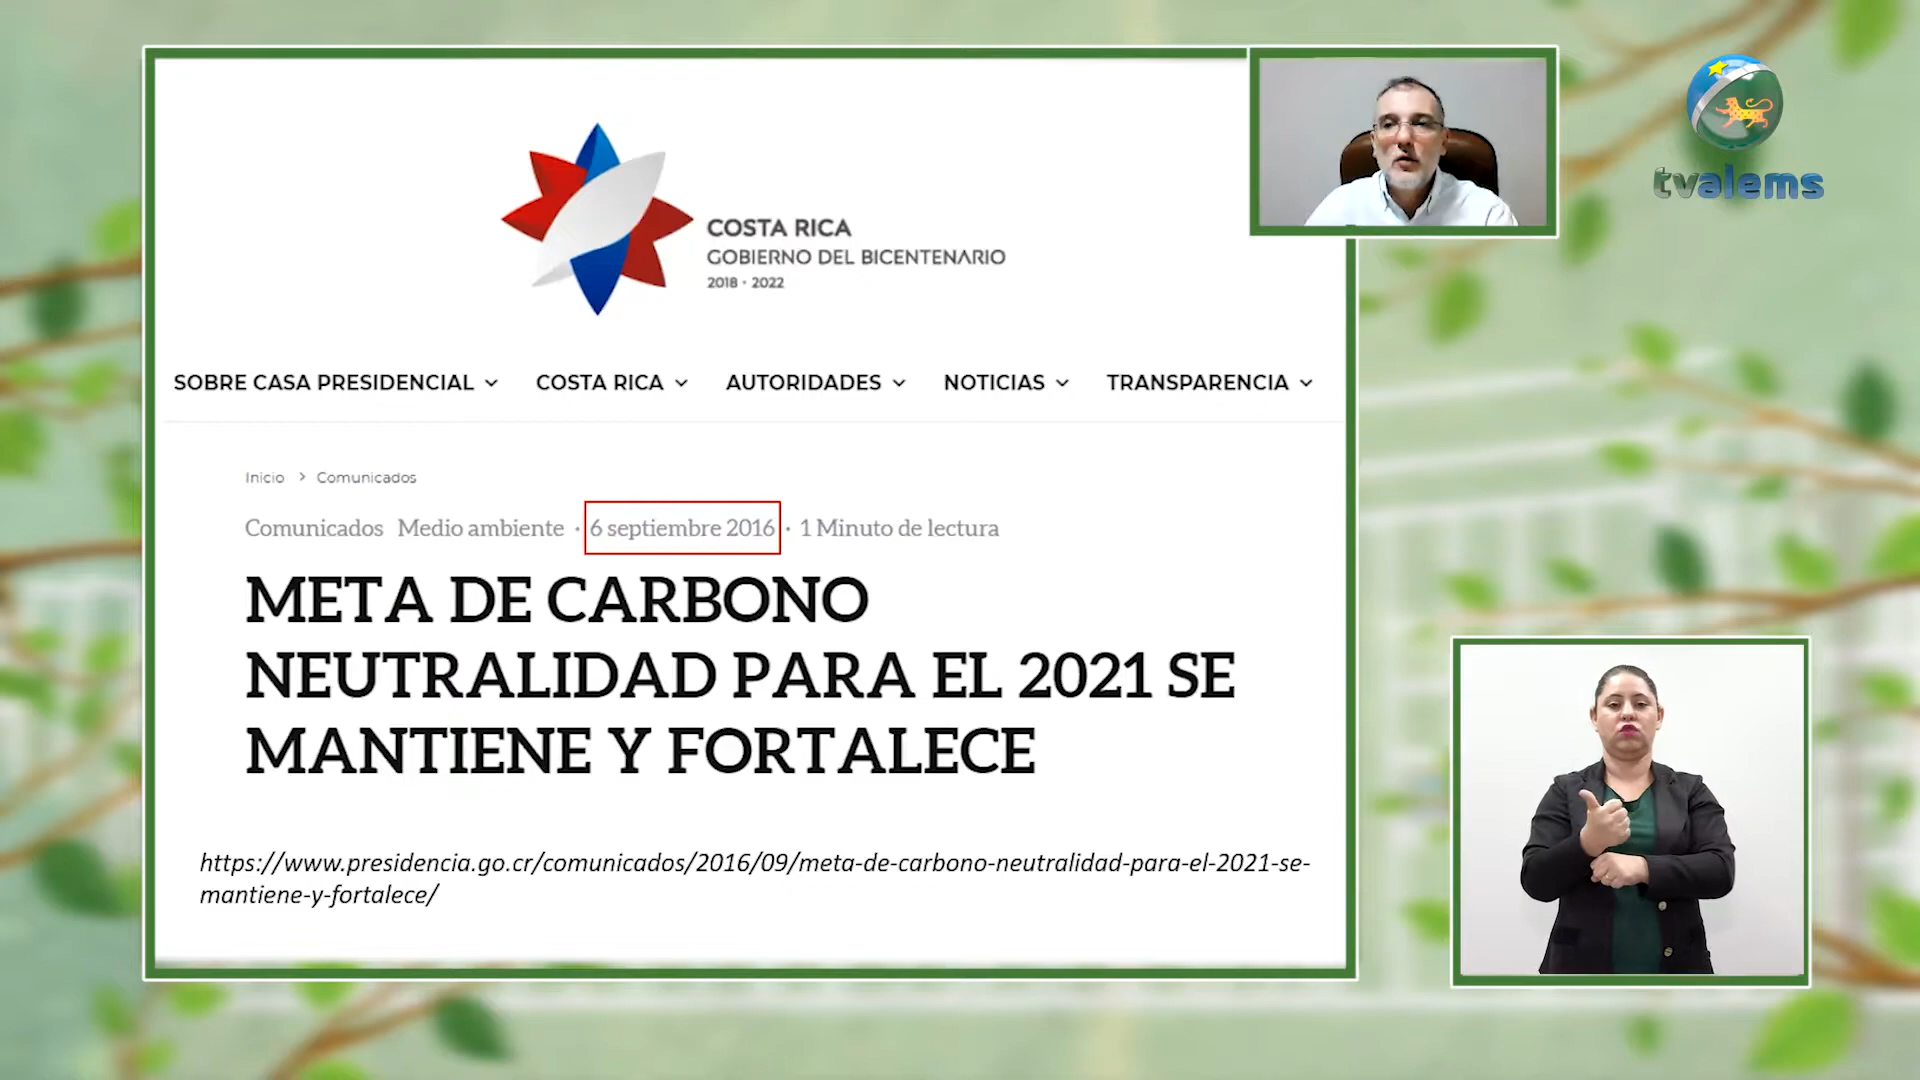 COSTA RICA
GOBIERNO DEL BICENTENARIO
2018 • 2022
SOBRE CASA PRESIDENCIAL COSTA RICA AUTORIDADES NOTICIAS TRANSPARENCIA
Inicio > Comunicados
Comunicados Medio ambiente · 6 septiembre 2016 · 1 Minuto de lectura
META DE CARBONO
NEUTRALIDAD PARA EL 2021 SE
MANTIENE Y FORTALECE
https://www.presidencia.go.cr/comunicados/2016/09/meta-de-carbono-neutralidad-para-el-2021-se-
mantiene-y-fortalece/
tvalems